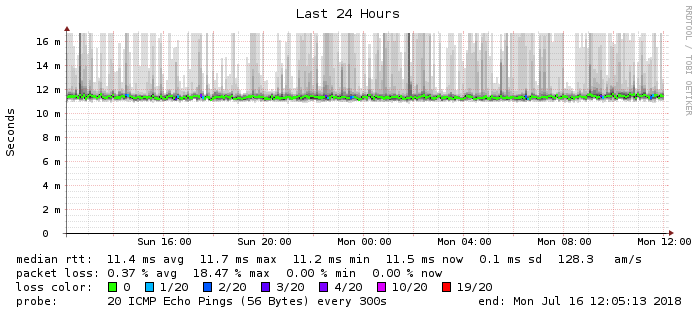 Last 24 Hours
RRDTOOL / TOBI OETIKER
Seconds
16 m
14 m
12 m
10 m
8 m
6 m
4 m
2 m
0
Sun 16:00 Sun 20:00 Mon 00:00 Mon 04:00 Mon 08:00 Mon 12:00
median rtt: 11.4 ms avg 11.7 ms max 11.2 ms min 11.5 ms now 0.1 ms sd 128.3 am/s
packet loss: 0.37 % avg 18.47 % max 0.00 % min 0.00 % now
loss color: 0 1/20 2/20 3/20 4/20 10/20 19/20
probe: 20 ICMP Echo Pings (56 Bytes) every 300s end: Mon Jul 16 12:05:13 2018